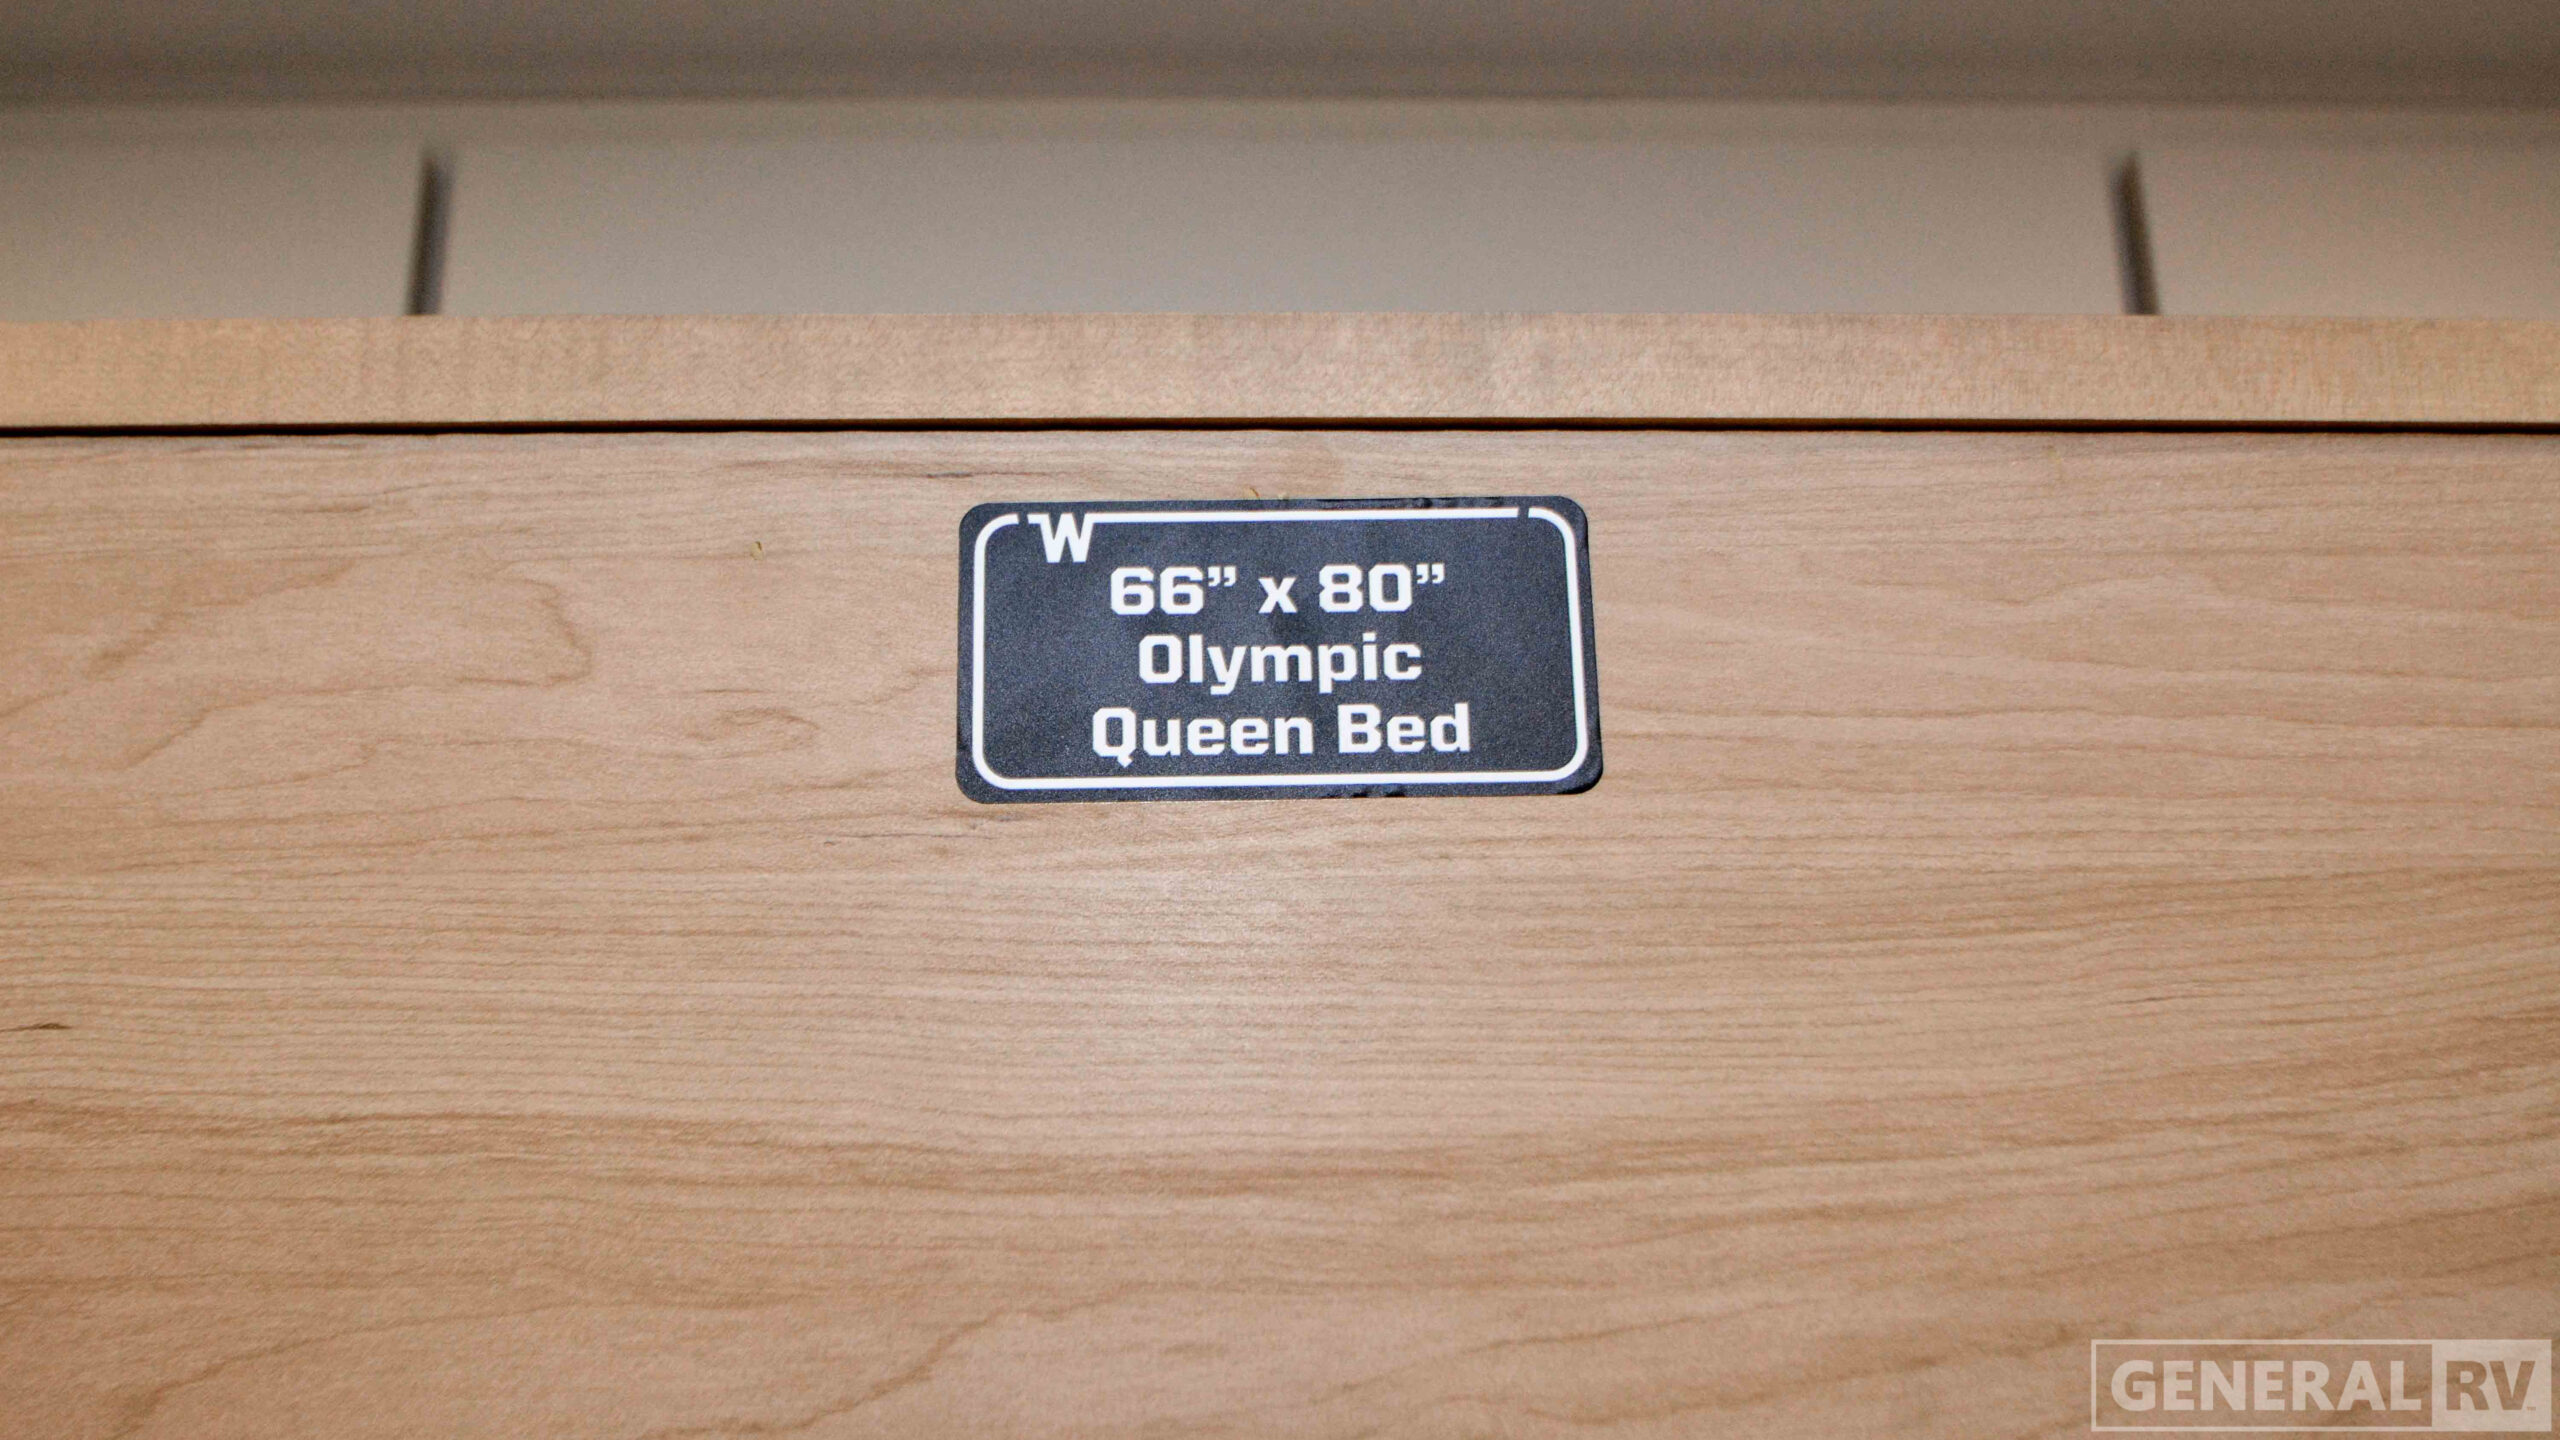 W
66” x 80”
Olympic
Queen Bed
GENERAL RV